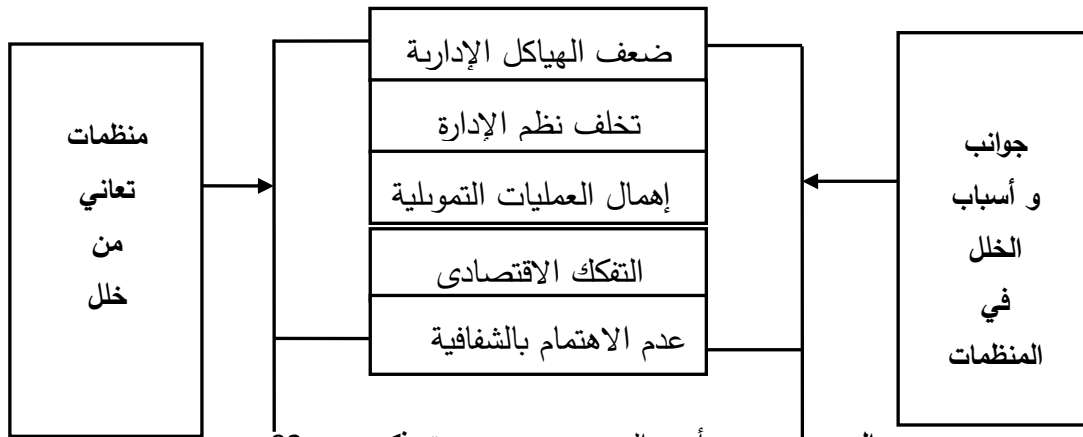 جوانب
و أسباب
الخلل
في
المنظمات
ضعف الهياكل الإدارية
تخلف نظم الإدارة
إهمال العمليات التمويلية
التفكك الاقتصادي
عدم الاهتمام بالشفافية
منظمات
تعاني
من
خلل